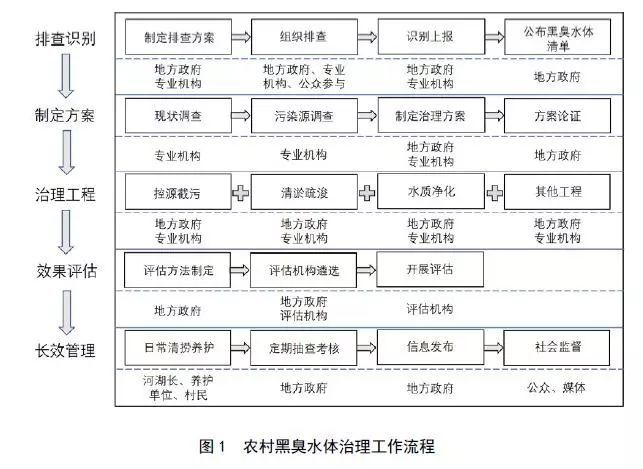 排查识别
制定排查方案
组织排查
识别上报
公布黑臭水体
清单
地方政府
专业机构
地方政府、专业
机构、公众参与
地方政府
专业机构
地方政府
制定方案
现状调查
污染源调查
制定治理方案
方案论证
专业机构
专业机构
地方政府
专业机构
地方政府
治理工程
控源截污
清淤疏浚
水质净化
其他工程
地方政府
专业机构
地方政府
专业机构
地方政府
专业机构
地方政府
专业机构
效果评估
评估方法制定
评估机构遴选
开展评估
地方政府
地方政府
评估机构
评估机构
长效管理
日常清捞养护
定期抽查考核
信息发布
社会监督
河湖长、养护
单位、村民
地方政府
地方政府
公众、媒体
图 1 农村黑臭水体治理工作流程